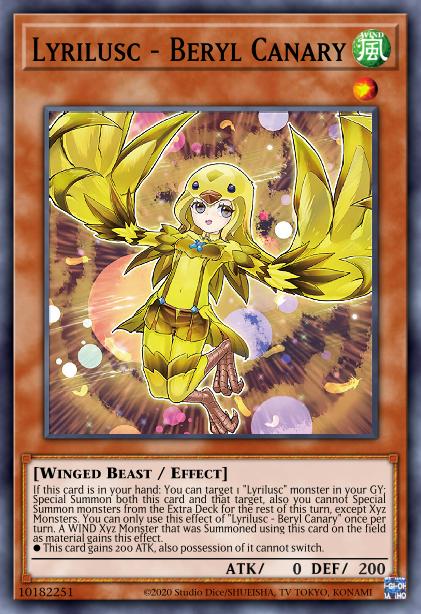 LYRILUSC - BERYL CANARY
WIND
風
[WINGED BEAST / EFFECT]
If this card is in your hand: You can target 1 "Lyrilusc" monster in your GY;
Special Summon both this card and that target, also you cannot Special
Summon monsters from the Extra Deck for the rest of this turn, except Xyz
Monsters. You can only use this effect of "Lyrilusc - Beryl Canary" once per
turn. A WIND Xyz Monster that was Summoned using this card on the field
as material gains this effect.
● This card gains 200 ATK, also possession of it cannot switch.
ATK/ 0 DEF/ 200
10182251
©2020 Studio Dice/SHUEISHA, TV TOKYO, KONAMI